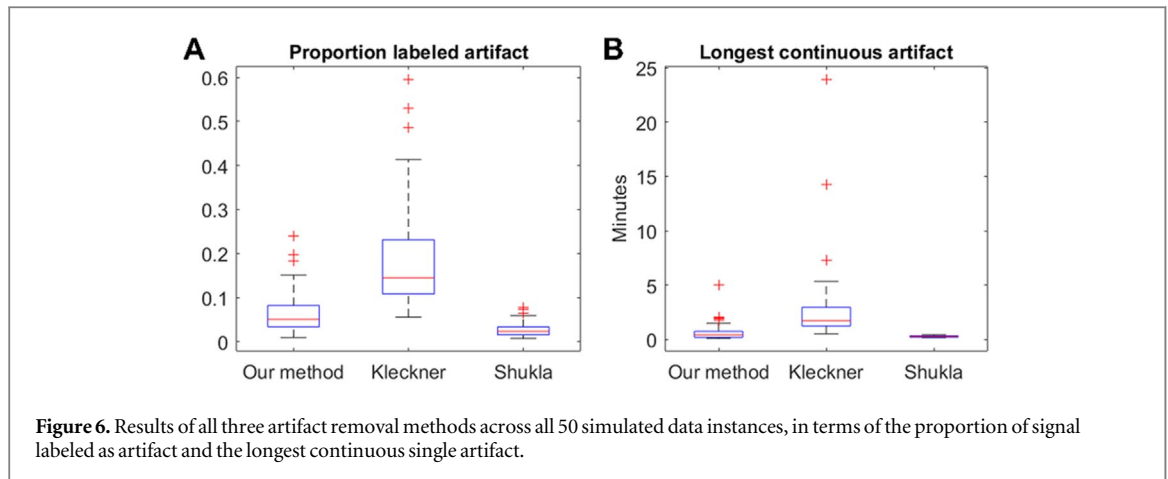 A
Proportion labeled artifact
0.6
0.5
0.4
0.3
0.2
0.1
0
Our method Kleckner Shukla
B
Longest continuous artifact
Minutes
25
20
15
10
5
0
Our method Kleckner Shukla
Figure 6. Results of all three artifact removal methods across all 50 simulated data instances, in terms of the proportion of signal
labeled as artifact and the longest continuous single artifact.